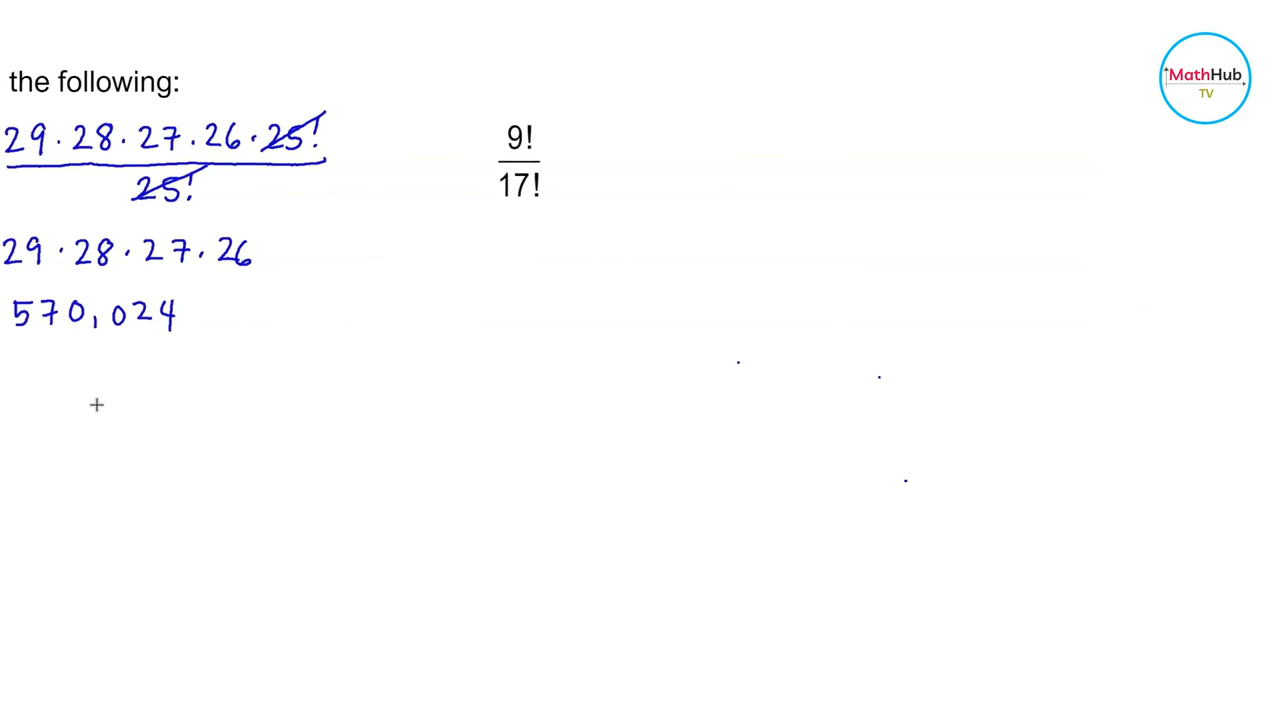 MathHub
TV
the following:
29 · 28 · 27 · 26 · 25!
25!
29 · 28 · 27 · 26
570,024
9!
17!